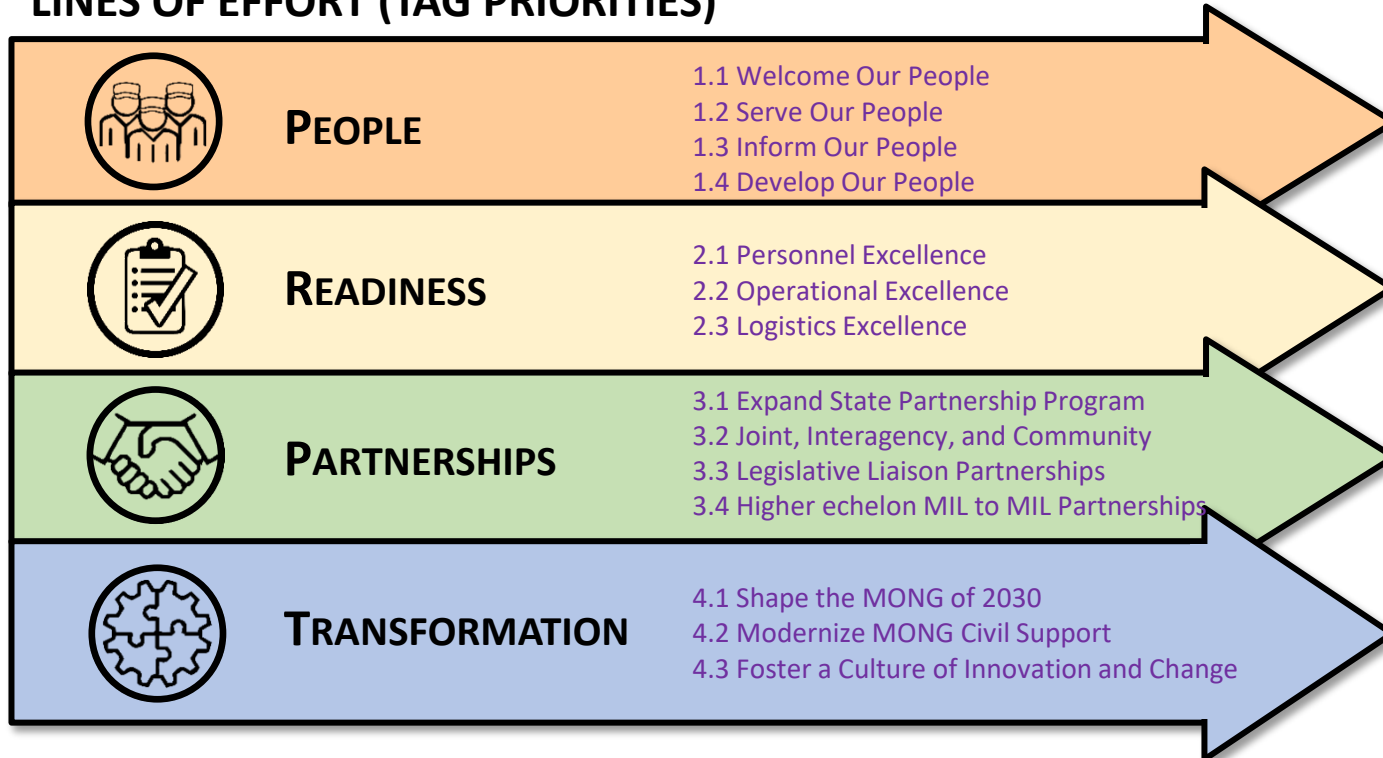 LINES OF EFFORT (TAG PRIORITIES)
PEOPLE
1.1 Welcome Our People
1.2 Serve Our People
1.3 Inform Our People
1.4 Develop Our People
READINESS
2.1 Personnel Excellence
2.2 Operational Excellence
2.3 Logistics Excellence
PARTNERSHIPS
3.1 Expand State Partnership Program
3.2 Joint, Interagency, and Community
3.3 Legislative Liaison Partnerships
3.4 Higher echelon MIL to MIL Partnerships
TRANSFORMATION
4.1 Shape the MONG of 2030
4.2 Modernize MONG Civil Support
4.3 Foster a Culture of Innovation and Change